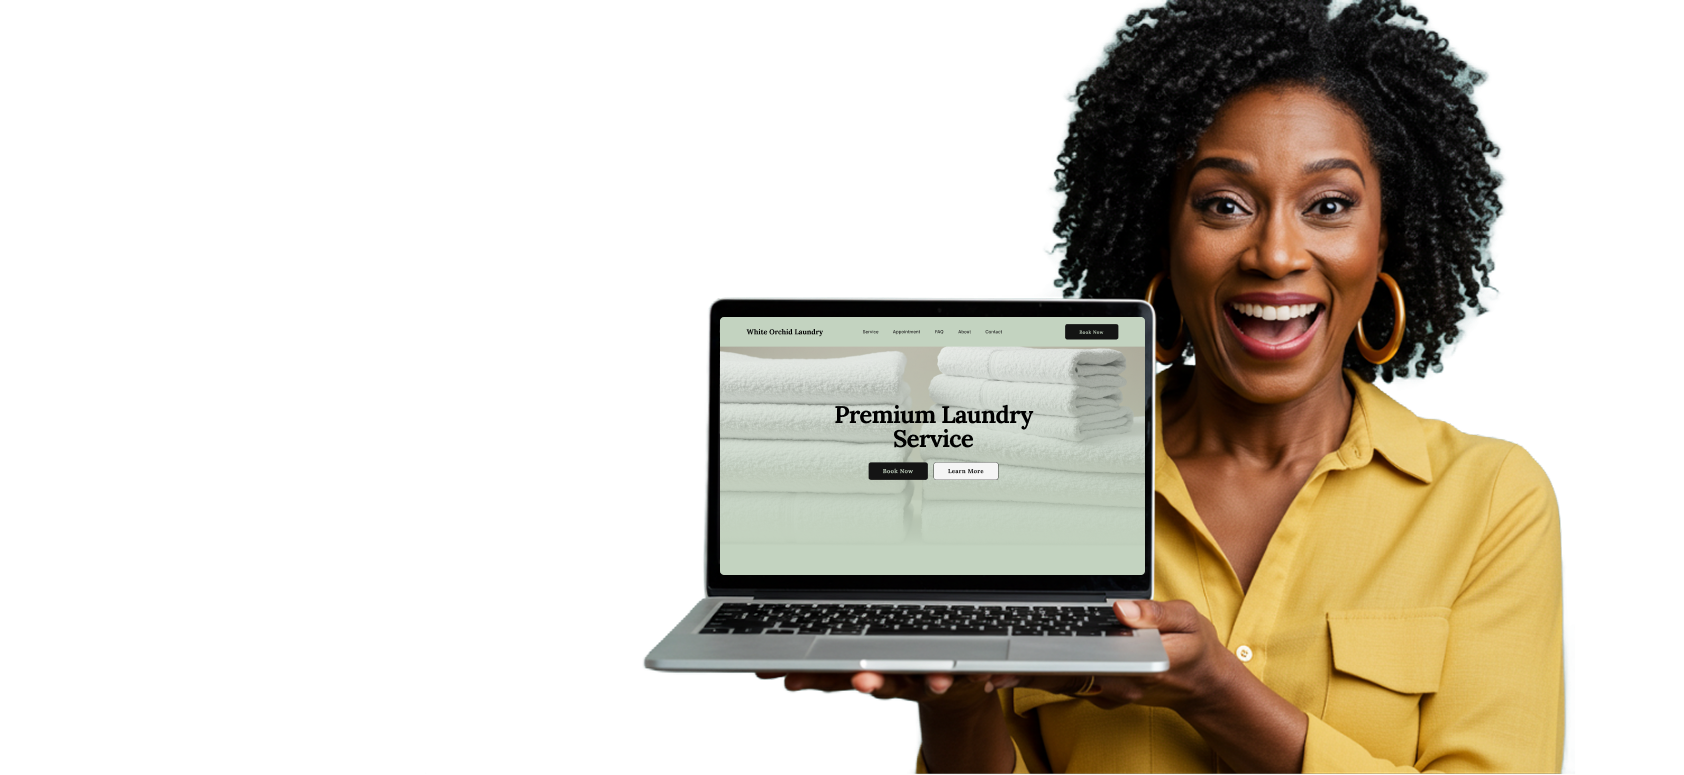 White Orchid Laundry
Service Appointment FAQ About Contact
Book Now
Premium Laundry
Service
Book Now Learn More